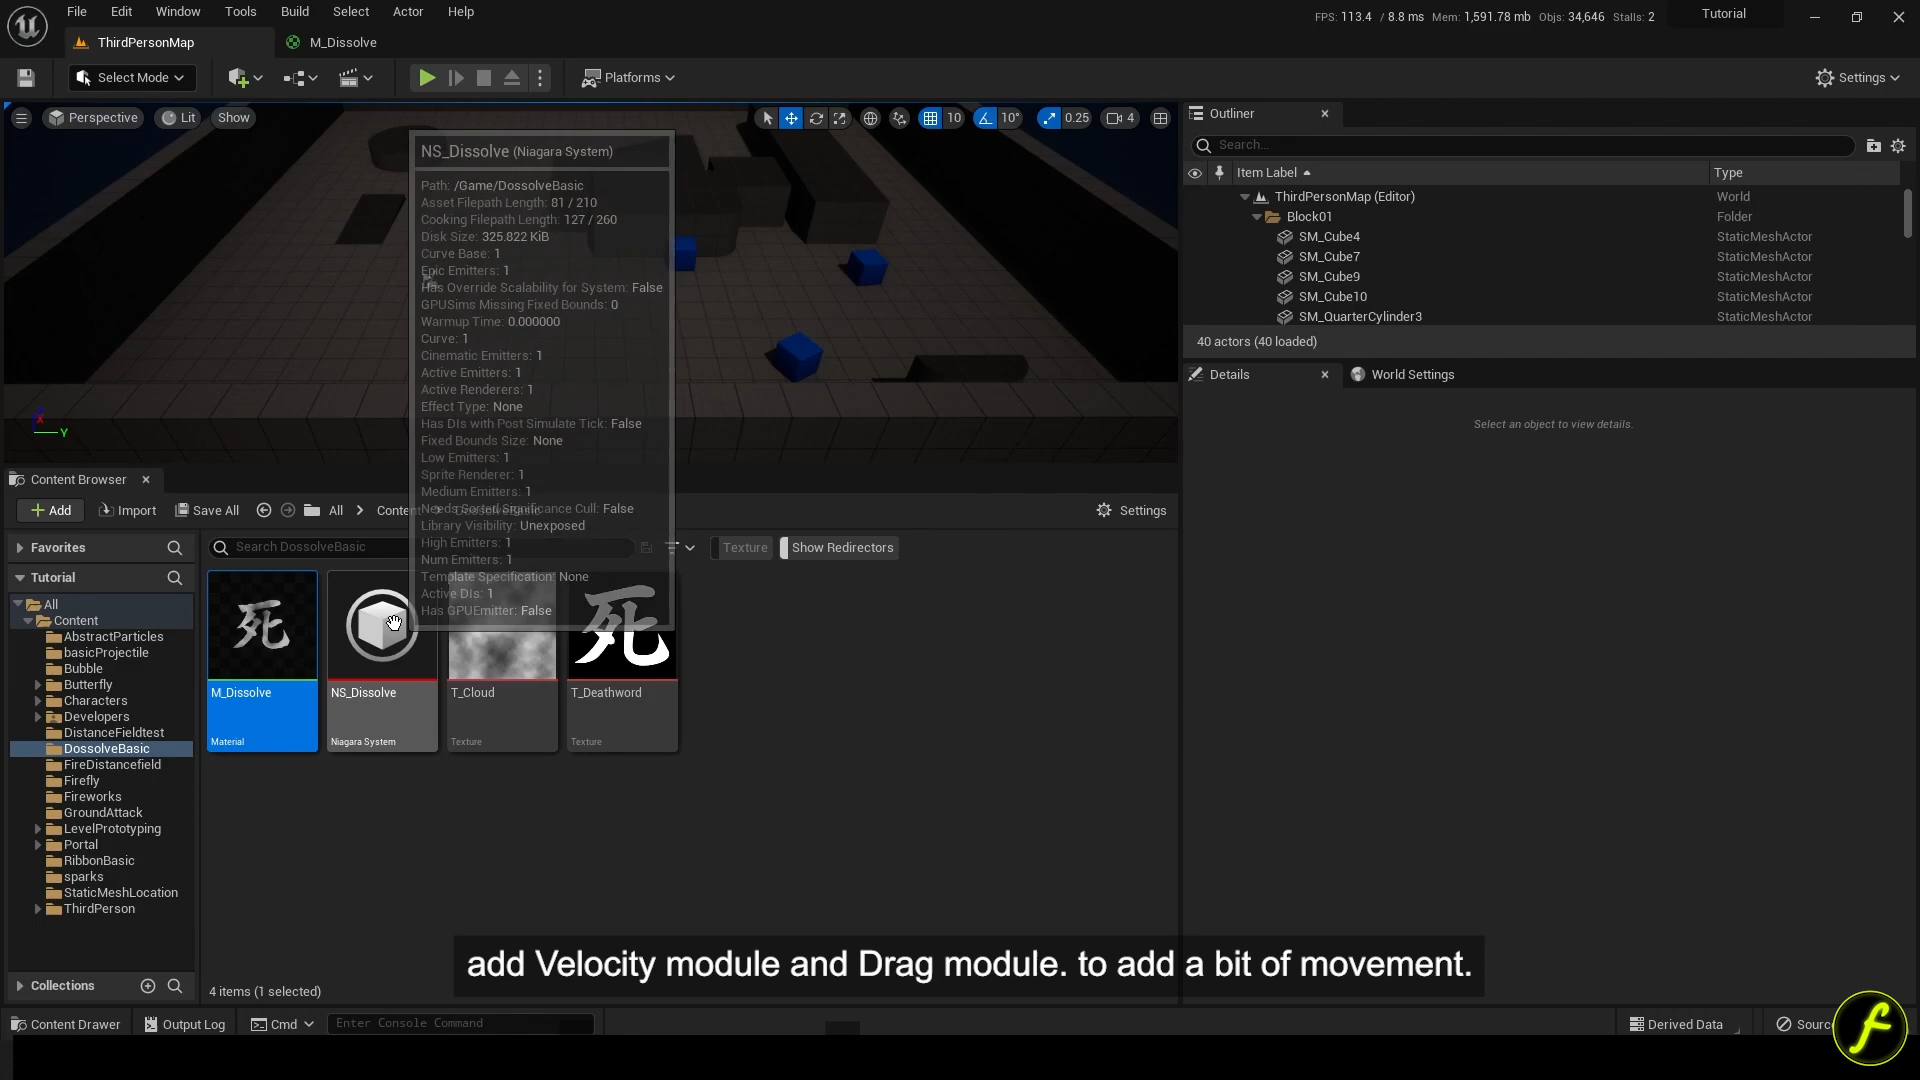 File Edit Window Tools Build Select Actor Help
FPS: 113.4 / 8.8 ms Mem: 1,591.78 mb Objs: 34,646 Stalls: 2
Tutorial
ThirdPersonMap
M_Dissolve
Select Mode
Platforms
Settings
Perspective
Lit
Show
10
10°
0.25
4
NS_Dissolve (Niagara System)
Path: /Game/DossolveBasic
Asset Filepath Length: 81 / 210
Cooking Filepath Length: 127 / 260
Disk Size: 325.822 KiB
Curve Base: 1
Epic Emitters: 1
Has Override Scalability for System: False
GPUSims Missing Fixed Bounds: 0
Warmup Time: 0.000000
Curve: 1
Cinematic Emitters: 1
Active Emitters: 1
Active Renderers: 1
Effect Type: None
Has DIs with Post Simulate Tick: False
Fixed Bounds Size: None
Low Emitters: 1
Sprite Renderer: 1
Medium Emitters: 1
Needs Sorted Significance Cull: False
Library Visibility: Unexposed
High Emitters: 1
Num Emitters: 1
Template Specification: None
Active DIs: 1
Has GPUEmitter: False
X
Y
Outliner
Search...
Item Label
Type
ThirdPersonMap (Editor) World
Block01 Folder
SM_Cube4 StaticMeshActor
SM_Cube7 StaticMeshActor
SM_Cube9 StaticMeshActor
SM_Cube10 StaticMeshActor
SM_QuarterCylinder3 StaticMeshActor
40 actors (40 loaded)
Details
World Settings
Select an object to view details.
Content Browser
Add
Import
Save All
All
Settings
Favorites
Search DossolveBasic
Texture
Show Redirectors
Tutorial
All
Content
AbstractParticles
basicProjectile
Bubble
Butterfly
Characters
Developers
DistanceFieldtest
DossolveBasic
FireDistancefield
Firefly
Fireworks
GroundAttack
LevelPrototyping
Portal
RibbonBasic
sparks
StaticMeshLocation
ThirdPerson
死
死
M_Dissolve
Material
NS_Dissolve
Niagara System
T_Cloud
Texture
T_Deathword
Texture
add Velocity module and Drag module. to add a bit of movement.
Collections
4 items (1 selected)
Content Drawer
Output Log
Cmd
Enter Console Command
Derived Data
f